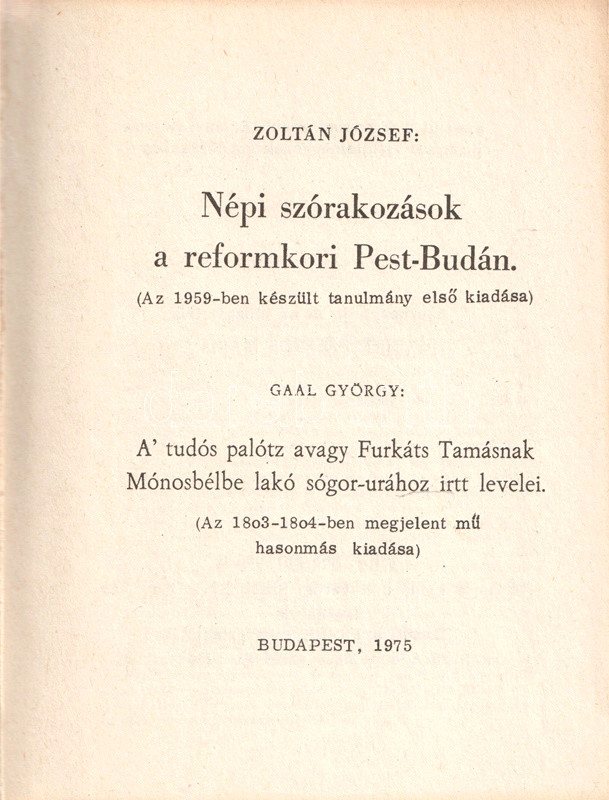 ZOLTÁN JÓZSEF:
Népi szórakozások
a reformkori Pest-Budán.
(Az 1959-ben készült tanulmány első kiadása)
GAAL GYÖRGY:
A' tudós palótz avagy Furkáts Tamásnak
Mónosbélbe lakó sógor-urához irtt levelei.
(Az 18o3-18o4-ben megjelent mű
hasonmás kiadása)
BUDAPEST, 1975